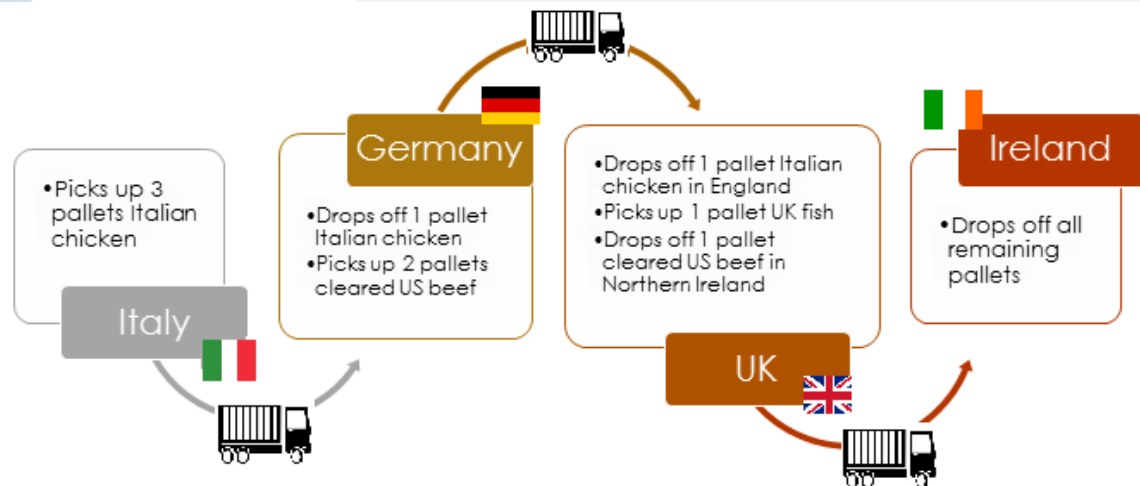 •Picks up 3
pallets Italian
chicken
Italy
Germany
•Drops off 1 pallet
Italian chicken
•Picks up 2 pallets
cleared US beef
•Drops off 1 pallet Italian
chicken in England
•Picks up 1 pallet UK fish
•Drops off 1 pallet
cleared US beef in
Northern Ireland
UK
Ireland
•Drops off all
remaining
pallets